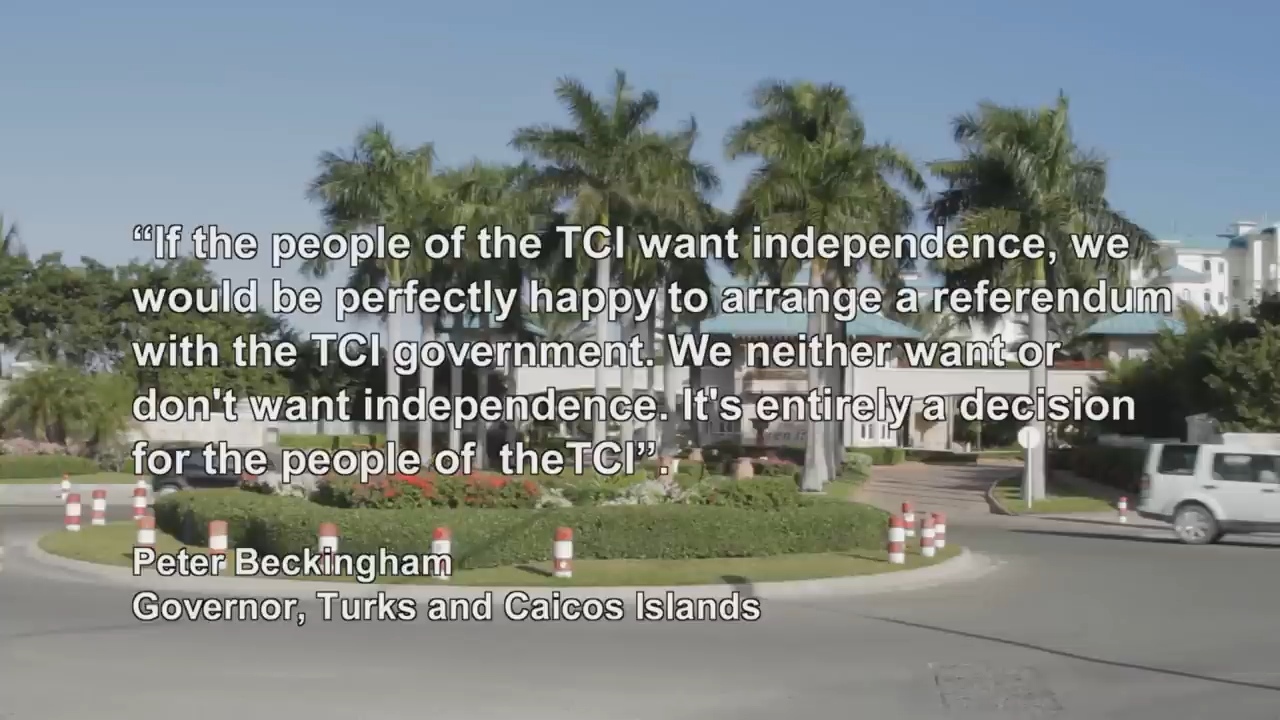 “If the people of the TCI want independence, we
would be perfectly happy to arrange a referendum
with the TCI government. We neither want or
don't want independence. It's entirely a decision
for the people of  theTCI”.
Peter Beckingham
Governor, Turks and Caicos Islands